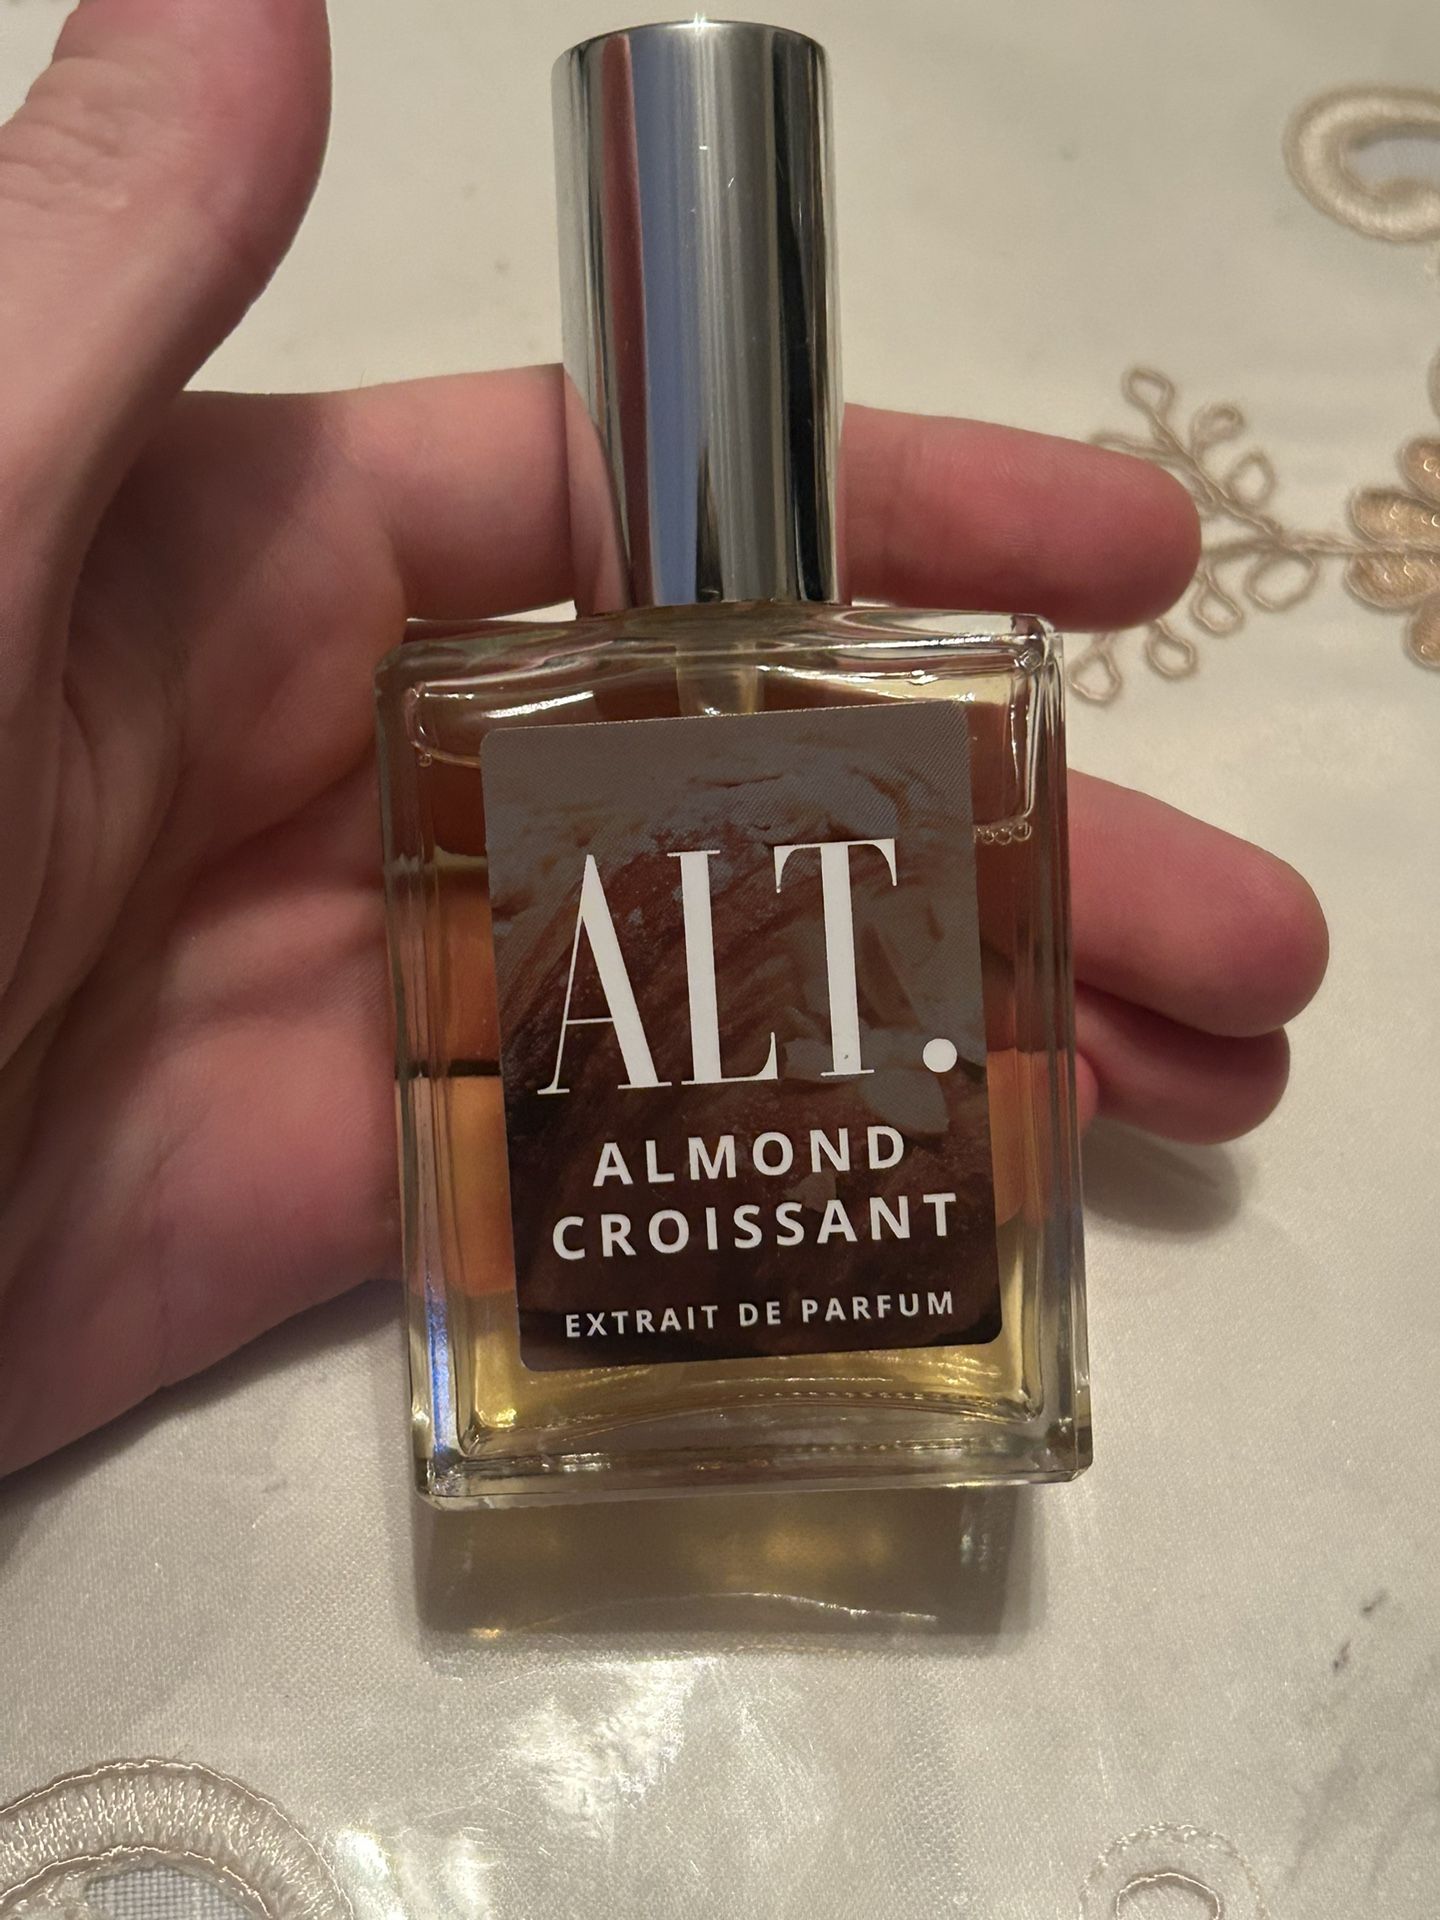 ALT.
ALMOND
CROISSANT
EXTRAIT DE PARFUM